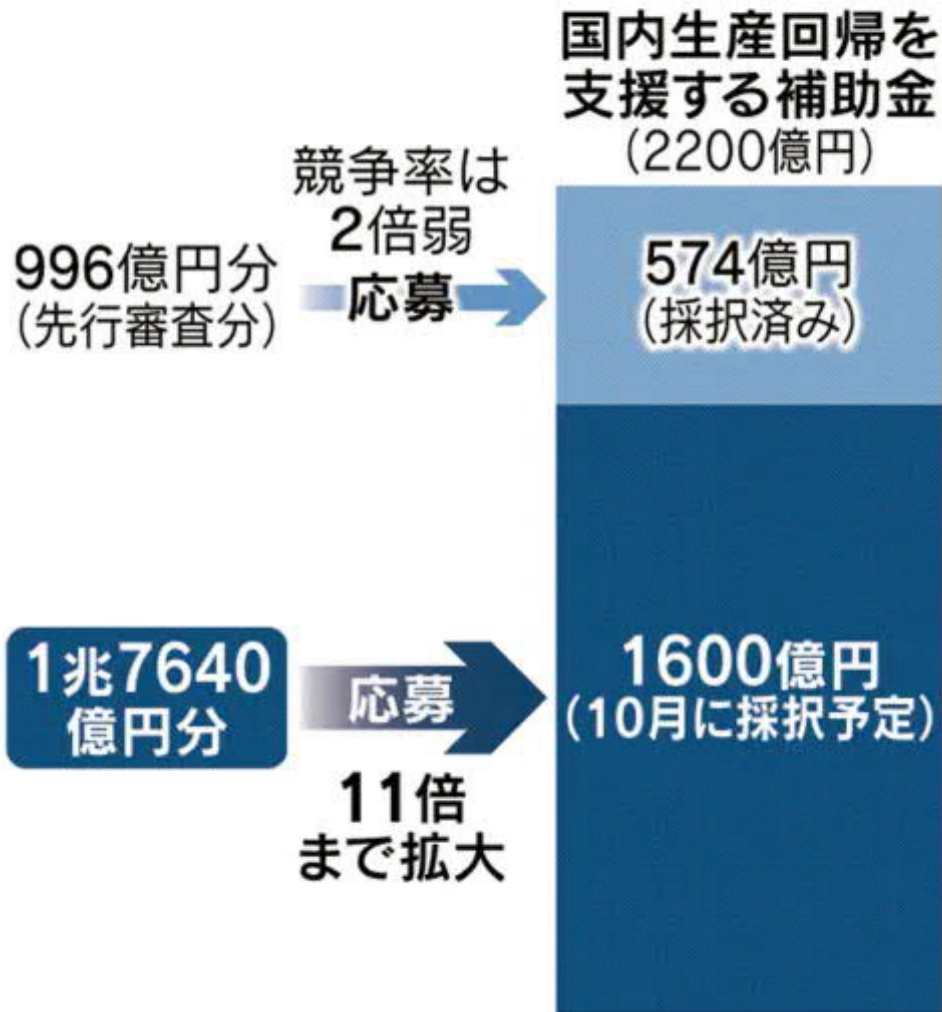 国内生産回帰を
支援する補助金
(2200億円)
競争率は
2倍弱
996億円分
(先行審査分)
応募
574億円
(採択済み)
1兆7640
億円分
応募
11倍
まで拡大
1600億円
(10月に採択予定)